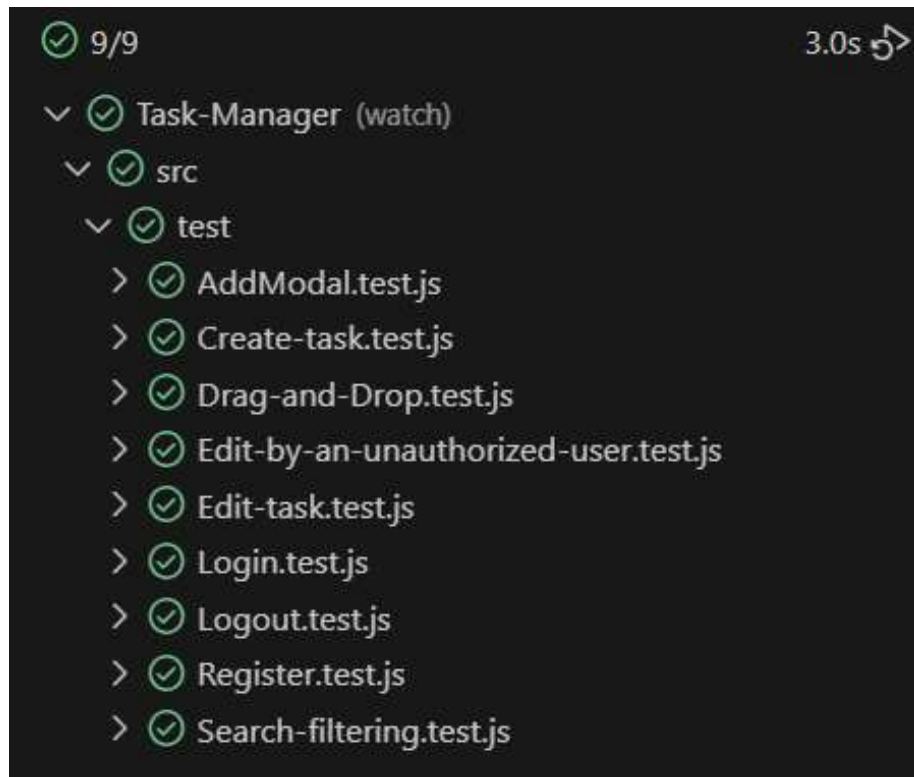 9/9 3.0s
Task-Manager (watch)
src
test
AddModal.test.js
Create-task.test.js
Drag-and-Drop.test.js
Edit-by-an-unauthorized-user.test.js
Edit-task.test.js
Login.test.js
Logout.test.js
Register.test.js
Search-filtering.test.js